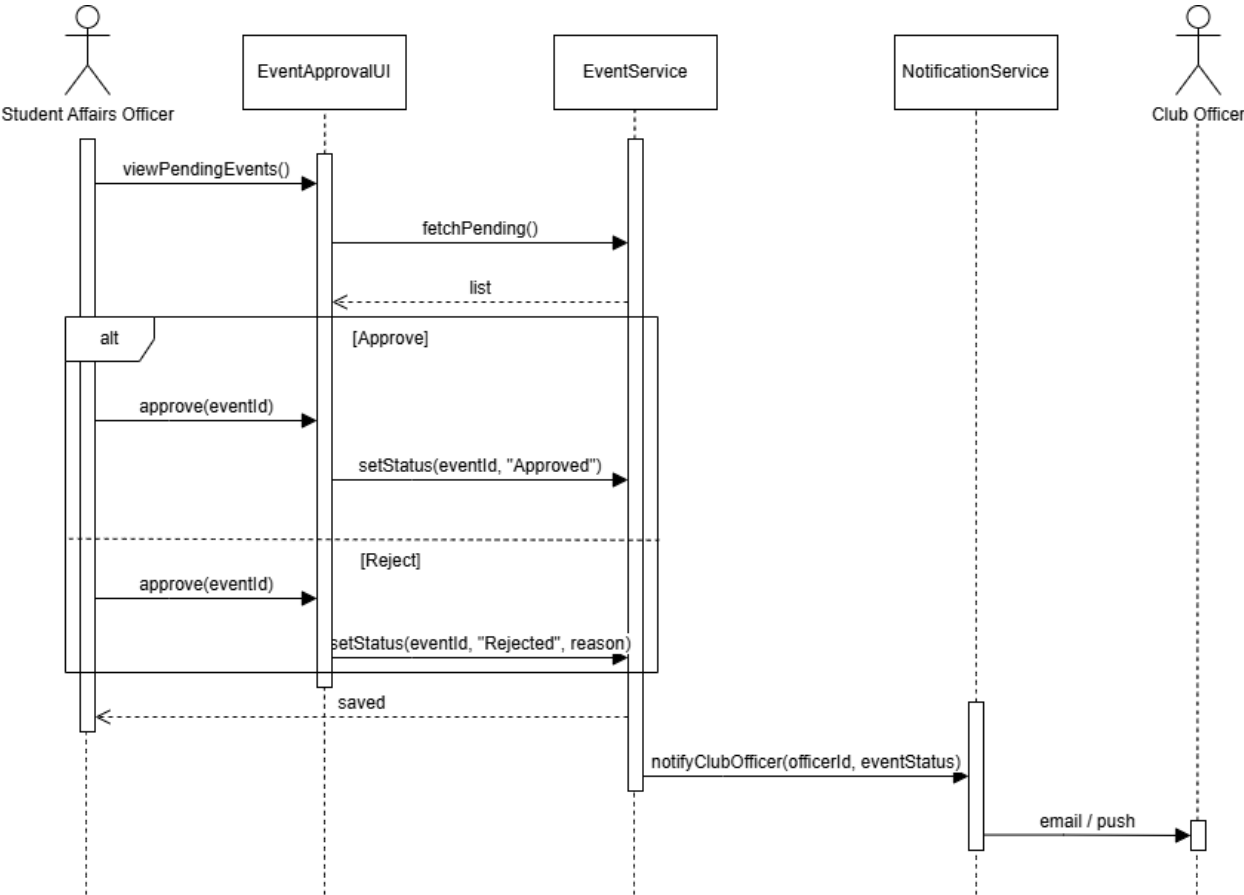 Student Affairs Officer
EventApprovalUI
EventService
NotificationService
Club Officer
viewPendingEvents()
fetchPending()
list
alt
[Approve]
approve(eventId)
setStatus(eventId, "Approved")
[Reject]
approve(eventId)
setStatus(eventId, "Rejected", reason)
saved
notifyClubOfficer(officerId, eventStatus)
email / push